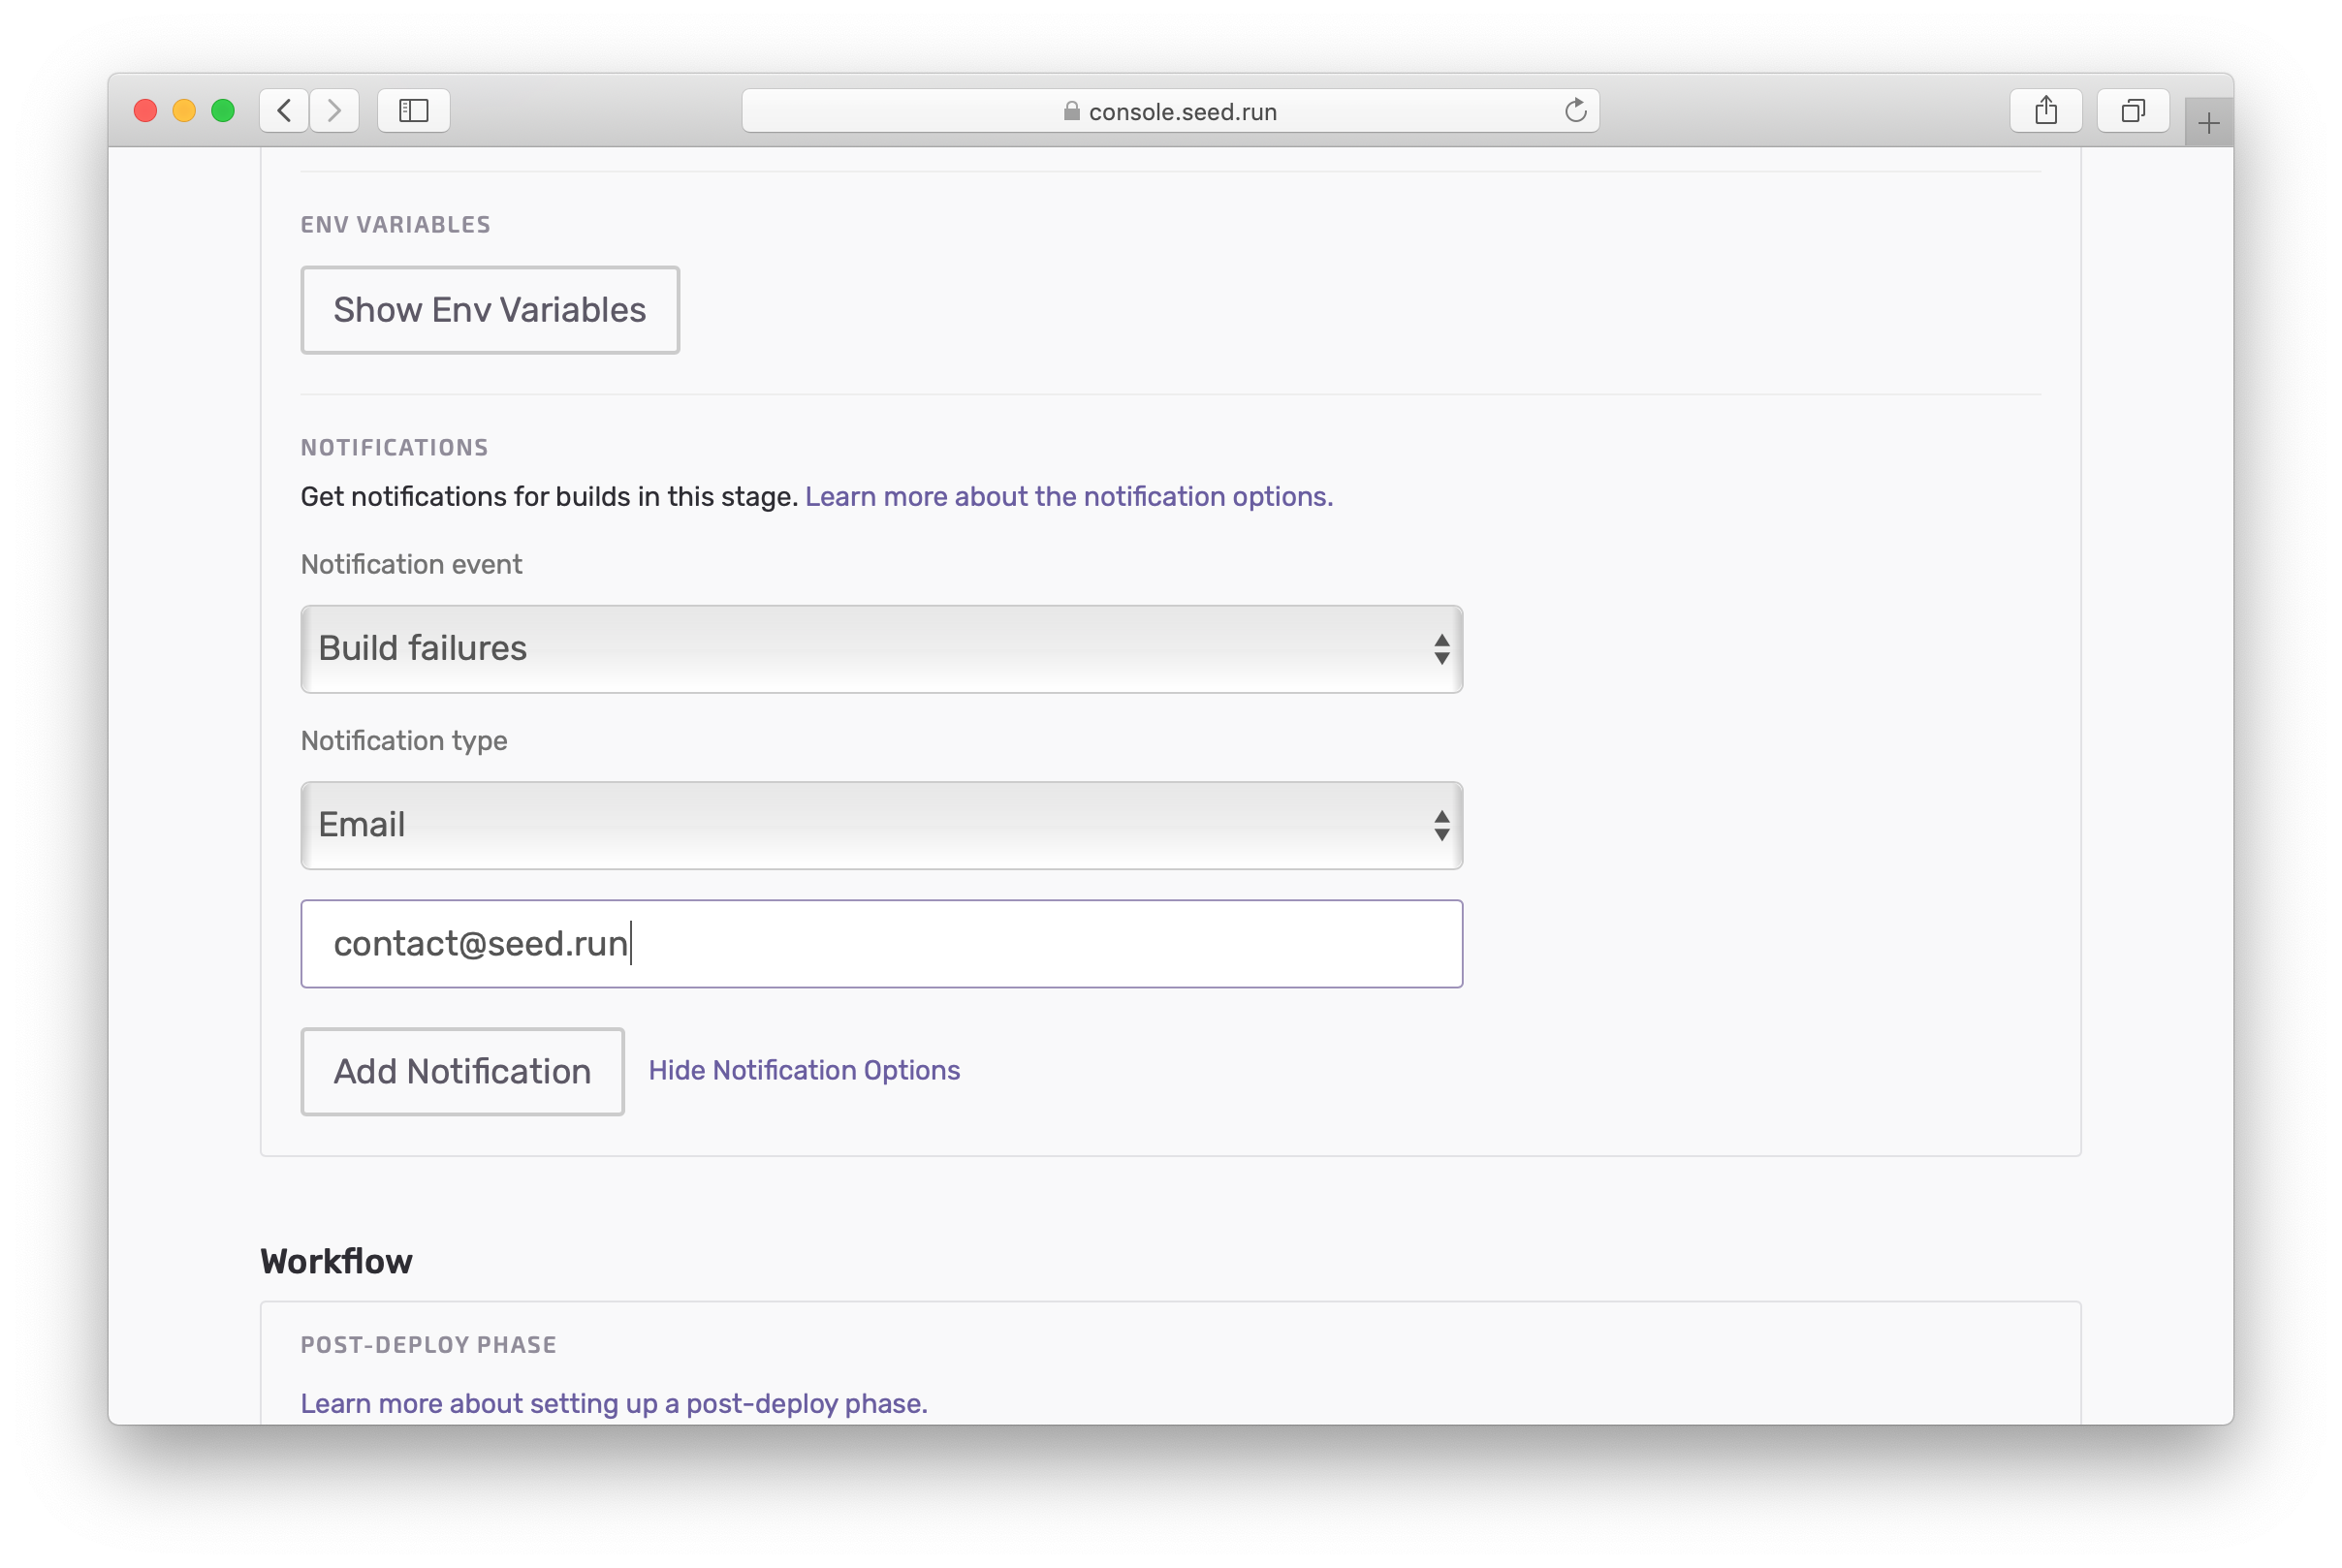 console.seed.run
ENV VARIABLES
Show Env Variables
NOTIFICATIONS
Get notifications for builds in this stage. Learn more about the notification options.
Notification event
Build failures
Notification type
Email
contact@seed.run
Add Notification Hide Notification Options
Workflow
POST-DEPLOY PHASE
Learn more about setting up a post-deploy phase.